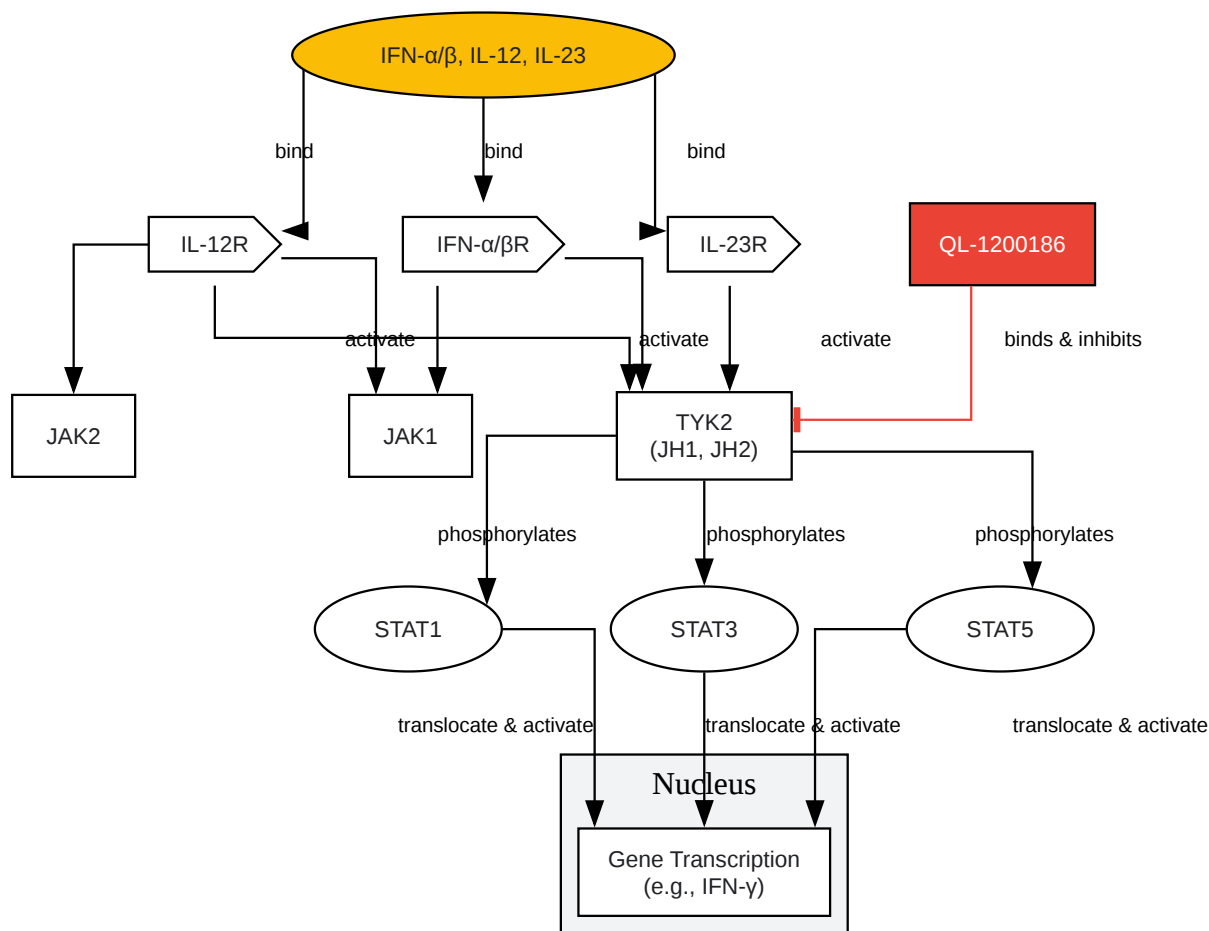 IFN-α/β, IL-12, IL-23
bind
bind
bind
IL-12R
IFN-α/βR
IL-23R
QL-1200186
activate
activate
activate
binds & inhibits
JAK2
JAK1
TYK2
(JH1, JH2)
phosphorylates
phosphorylates
phosphorylates
STAT1
STAT3
STAT5
translocate & activate
translocate & activate
translocate & activate
Nucleus
Gene Transcription
(e.g., IFN-γ)